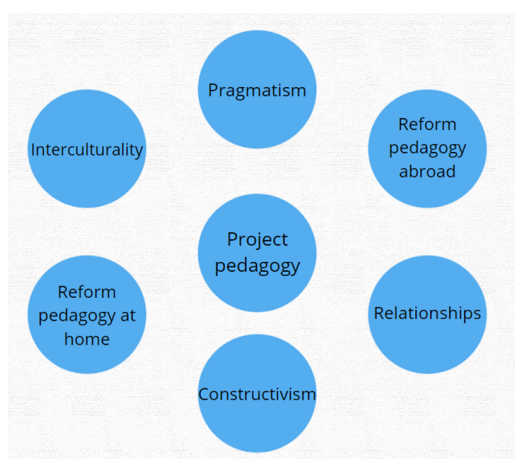 Pragmatism
Interculturality
Reform
pedagogy
abroad
Project
pedagogy
Reform
pedagogy at
home
Relationships
Constructivism